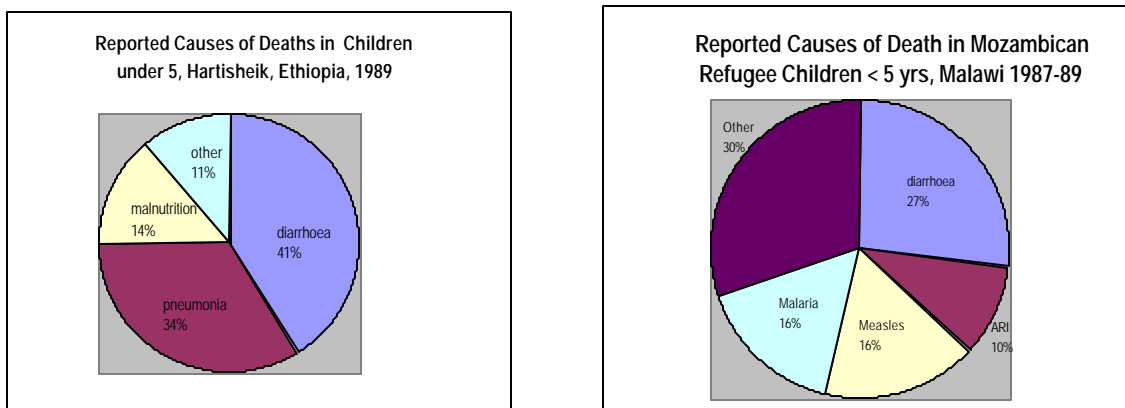 Reported Causes of Deaths in Children
under 5, Hartisheik, Ethiopia, 1989
other
11%
malnutrition
14%
diarrhoea
41%
pneumonia
34%
Reported Causes of Death in Mozambican
Refugee Children < 5 yrs, Malawi 1987-89
Other
30%
diarrhoea
27%
Malaria
16%
Measles
16%
ARI
10%